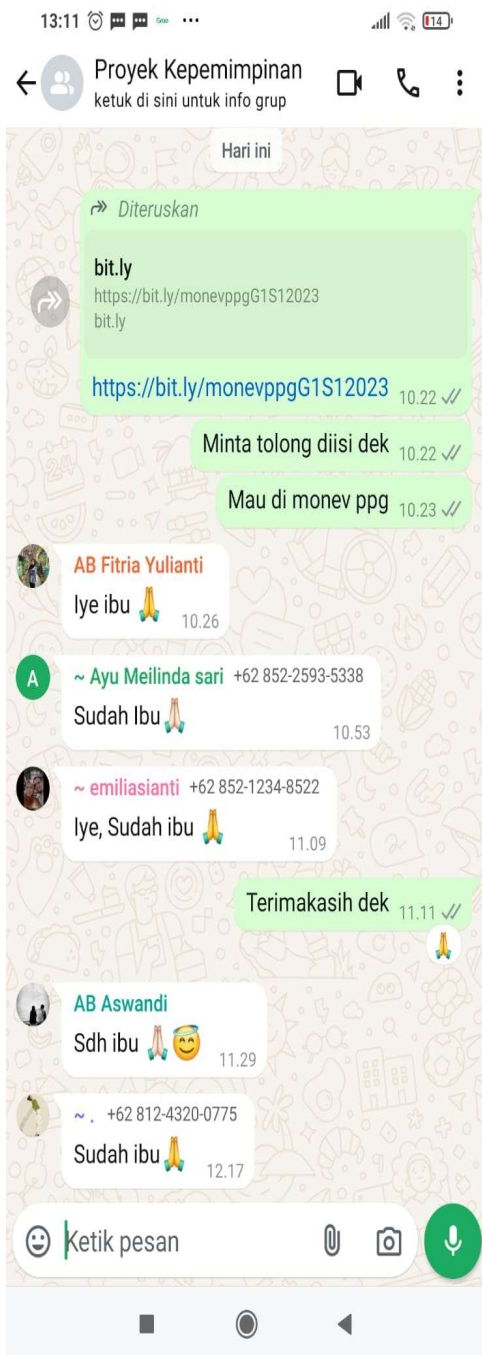 13:11 14
Proyek Kepemimpinan
ketuk di sini untuk info grup
Hari ini
Diteruskan
bit.ly
https://bit.ly/monevppgG1S12023
bit.ly
https://bit.ly/monevppgG1S12023 10.22
Minta tolong diisi dek 10.22
Mau di monev ppg 10.23
AB Fitria Yulianti
Iye ibu 🙏 10.26
A
~ Ayu Meilinda sari +62 852-2593-5338
Sudah Ibu🙏🏻 10.53
~ emiliasianti +62 852-1234-8522
Iye, Sudah ibu 🙏 11.09
Terimakasih dek 11.11
🙏
AB Aswandi
Sdh ibu 🙏🏻😇 11.29
~ . +62 812-4320-0775
Sudah ibu🙏 12.17
Ketik pesan